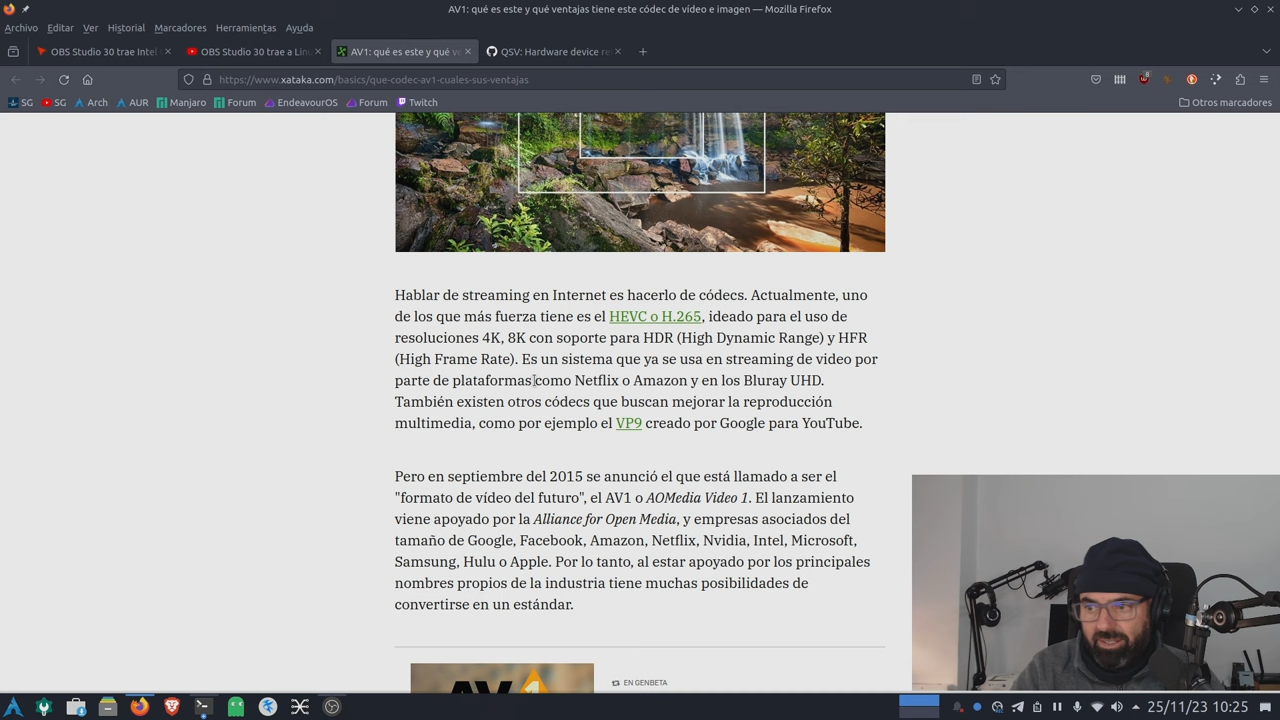 AV1: qué es este y qué ventajas tiene este códec de vídeo e imagen — Mozilla Firefox
Archivo Editar Ver Historial Marcadores Herramientas Ayuda
OBS Studio 30 trae Intel
OBS Studio 30 trae a Linu
AV1: qué es este y qué ve
QSV: Hardware device re
https://www.xataka.com/basics/que-codec-av1-cuales-sus-ventajas
8
SG SG Arch AUR Manjaro Forum EndeavourOS Forum Twitch Otros marcadores
Hablar de streaming en Internet es hacerlo de códecs. Actualmente, uno
de los que más fuerza tiene es el HEVC o H.265, ideado para el uso de
resoluciones 4K, 8K con soporte para HDR (High Dynamic Range) y HFR
(High Frame Rate). Es un sistema que ya se usa en streaming de video por
parte de plataformas como Netflix o Amazon y en los Bluray UHD.
También existen otros códecs que buscan mejorar la reproducción
multimedia, como por ejemplo el VP9 creado por Google para YouTube.
Pero en septiembre del 2015 se anunció el que está llamado a ser el
"formato de vídeo del futuro", el AV1 o AOMedia Video 1. El lanzamiento
viene apoyado por la Alliance for Open Media, y empresas asociados del
tamaño de Google, Facebook, Amazon, Netflix, Nvidia, Intel, Microsoft,
Samsung, Hulu o Apple. Por lo tanto, al estar apoyado por los principales
nombres propios de la industria tiene muchas posibilidades de
convertirse en un estándar.
AV1
EN GENBETA
25/11/23 10:25